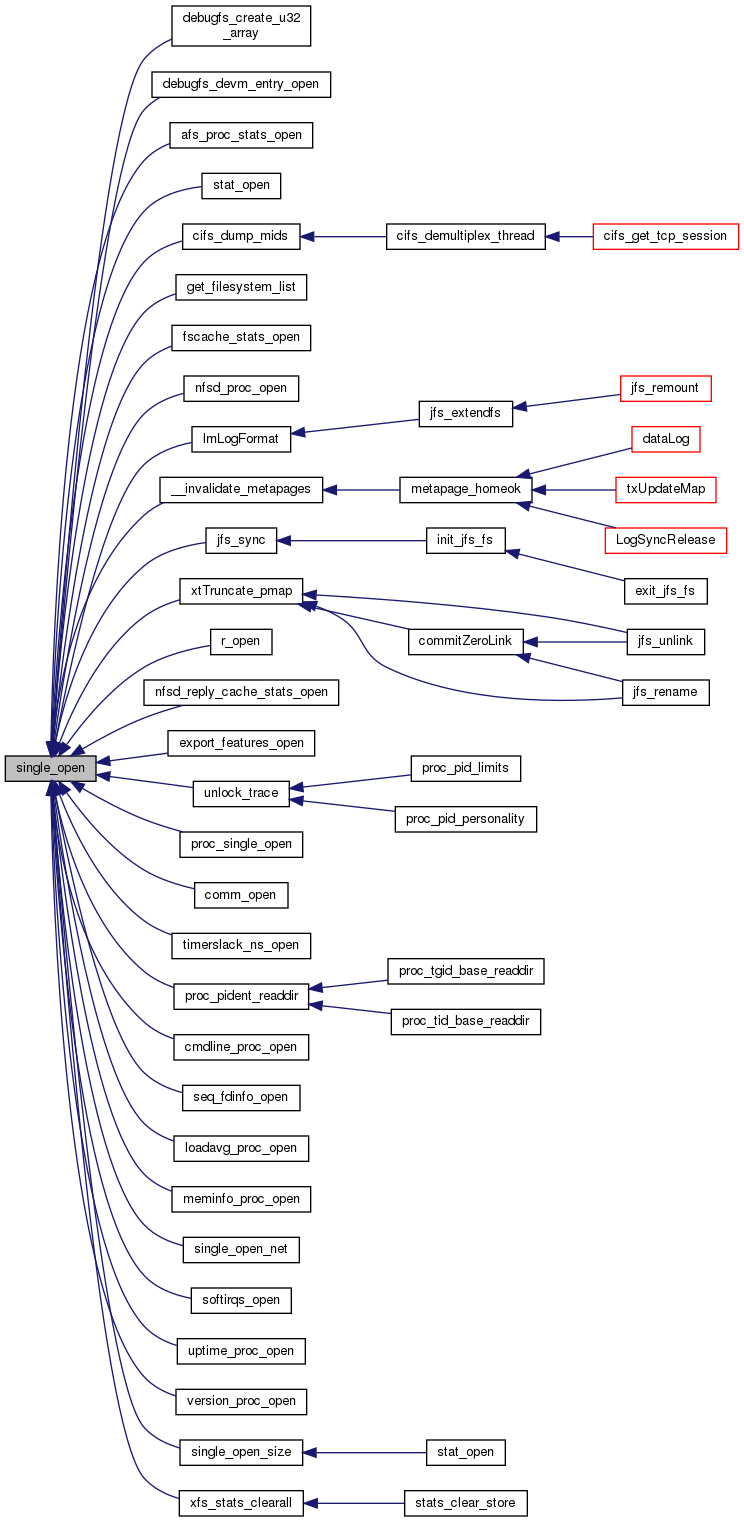 debugfs_create_u32
_array
debugfs_devm_entry_open
afs_proc_stats_open
stat_open
cifs_dump_mids
cifs_demultiplex_thread
cifs_get_tcp_session
get_filesystem_list
fscache_stats_open
nfsd_proc_open
jfs_remount
jfs_extendfs
lmLogFormat
dataLog
__invalidate_metapages
metapage_homeok
txUpdateMap
jfs_sync
init_jfs_fs
LogSyncRelease
xtTruncate_pmap
exit_jfs_fs
r_open
commitZeroLink
jfs_unlink
nfsd_reply_cache_stats_open
jfs_rename
export_features_open
single_open
proc_pid_limits
unlock_trace
proc_pid_personality
proc_single_open
comm_open
timerslack_ns_open
proc_tgid_base_readdir
proc_pident_readdir
proc_tid_base_readdir
cmdline_proc_open
seq_fdinfo_open
loadavg_proc_open
meminfo_proc_open
single_open_net
softirqs_open
uptime_proc_open
version_proc_open
single_open_size
stat_open
xfs_stats_clearall
stats_clear_store